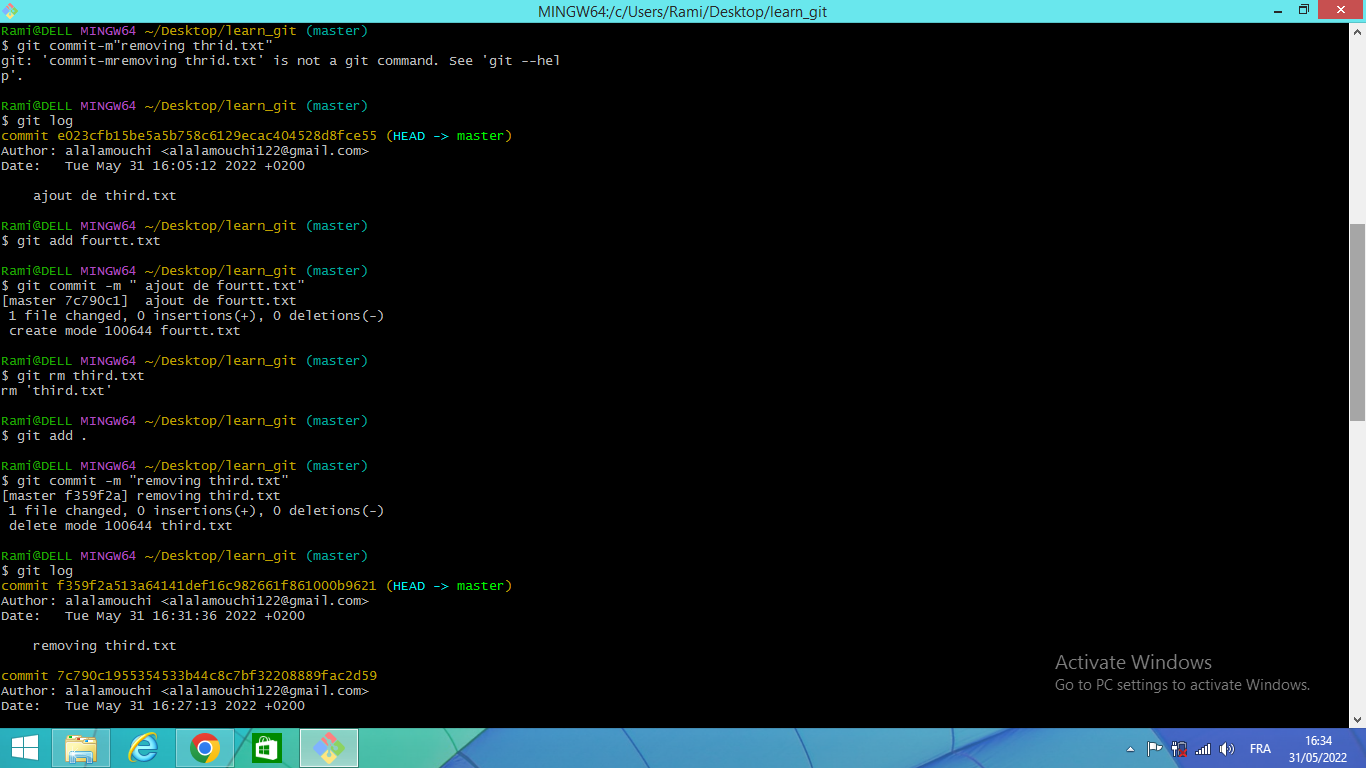 MINGW64:/c/Users/Rami/Desktop/learn_git
Rami@DELL MINGW64 ~/Desktop/learn_git (master)
$ git commit-m"removing thrid.txt"
git: 'commit-mremoving thrid.txt' is not a git command. See 'git --hel
p'.
Rami@DELL MINGW64 ~/Desktop/learn_git (master)
$ git log
commit e023cfb15be5a5b758c6129ecac404528d8fce55 (HEAD -> master)
Author: alalamouchi <alalamouchi122@gmail.com>
Date:   Tue May 31 16:05:12 2022 +0200
    ajout de third.txt
Rami@DELL MINGW64 ~/Desktop/learn_git (master)
$ git add fourtt.txt
Rami@DELL MINGW64 ~/Desktop/learn_git (master)
$ git commit -m " ajout de fourtt.txt"
[master 7c790c1]  ajout de fourtt.txt
 1 file changed, 0 insertions(+), 0 deletions(-)
 create mode 100644 fourtt.txt
Rami@DELL MINGW64 ~/Desktop/learn_git (master)
$ git rm third.txt
rm 'third.txt'
Rami@DELL MINGW64 ~/Desktop/learn_git (master)
$ git add .
Rami@DELL MINGW64 ~/Desktop/learn_git (master)
$ git commit -m "removing third.txt"
[master f359f2a] removing third.txt
 1 file changed, 0 insertions(+), 0 deletions(-)
 delete mode 100644 third.txt
Rami@DELL MINGW64 ~/Desktop/learn_git (master)
$ git log
commit f359f2a513a64141def16c982661f861000b9621 (HEAD -> master)
Author: alalamouchi <alalamouchi122@gmail.com>
Date:   Tue May 31 16:31:36 2022 +0200
    removing third.txt
commit 7c790c1955354533b44c8c7bf32208889fac2d59
Author: alalamouchi <alalamouchi122@gmail.com>
Date:   Tue May 31 16:27:13 2022 +0200
Activate Windows
Go to PC settings to activate Windows.
FRA
16:34
31/05/2022